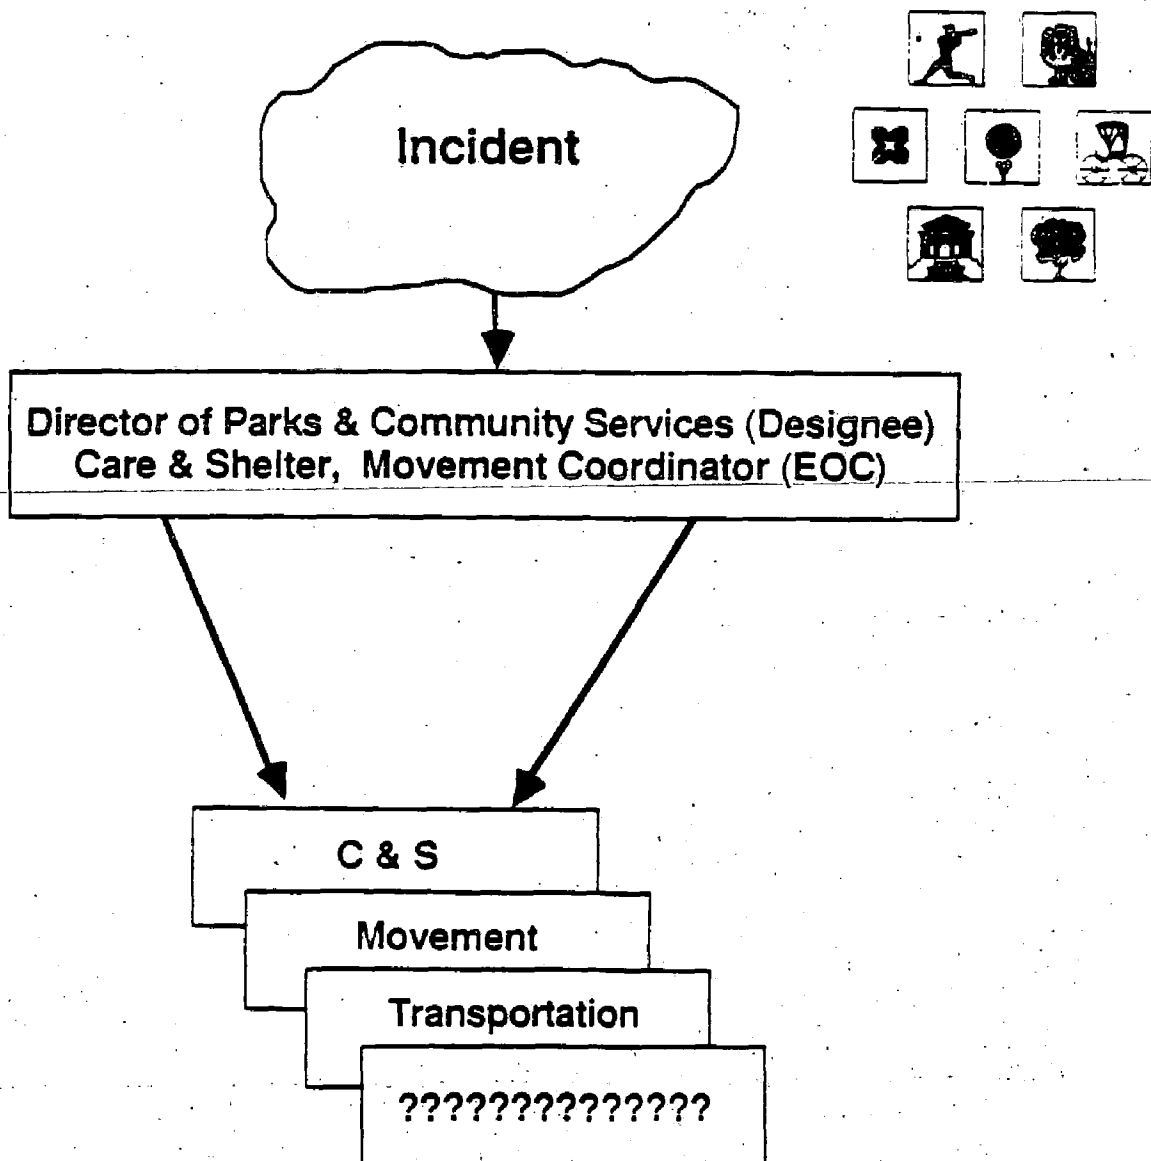 Incident
Director of Parks & Community Services (Designee)
Care & Shelter, Movement Coordinator (EOC)
C & S
Movement
Transportation
??????????????